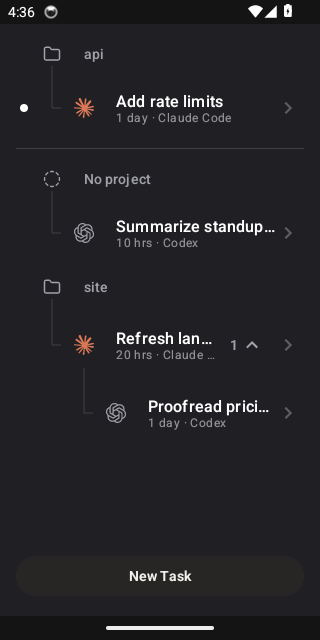 4:36
api
Add rate limits
1 day · Claude Code
No project
Summarize standup…
10 hrs · Codex
site
Refresh lan…
20 hrs · Claude …
1
Proofread prici…
1 day · Codex
New Task